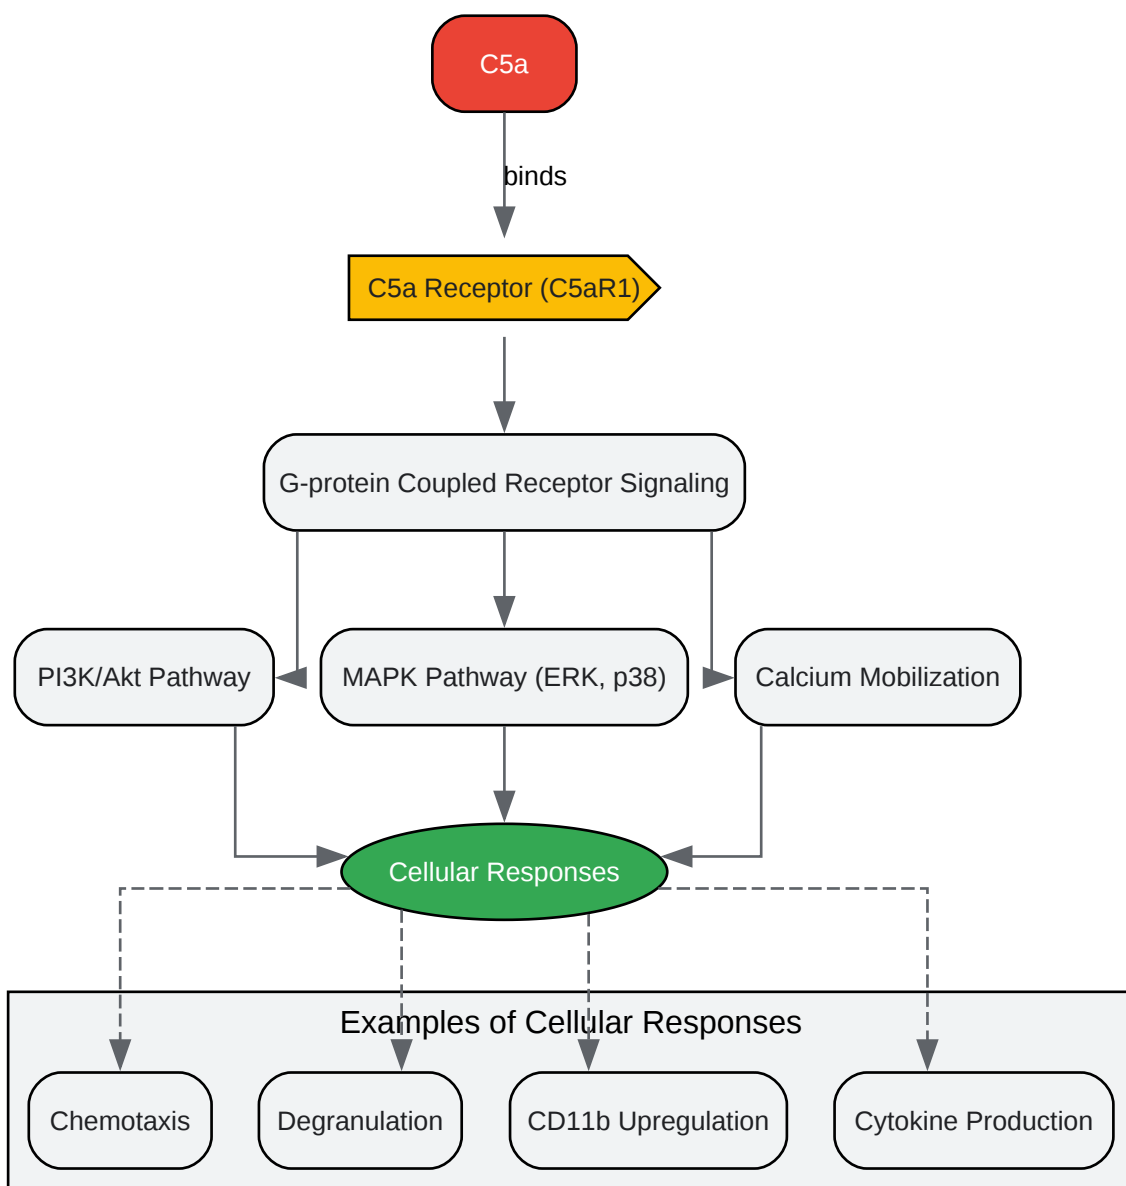 C5a
binds
C5a Receptor (C5aR1)
G-protein Coupled Receptor Signaling
PI3K/Akt Pathway
MAPK Pathway (ERK, p38)
Calcium Mobilization
Cellular Responses
Examples of Cellular Responses
Chemotaxis
Degranulation
CD11b Upregulation
Cytokine Production